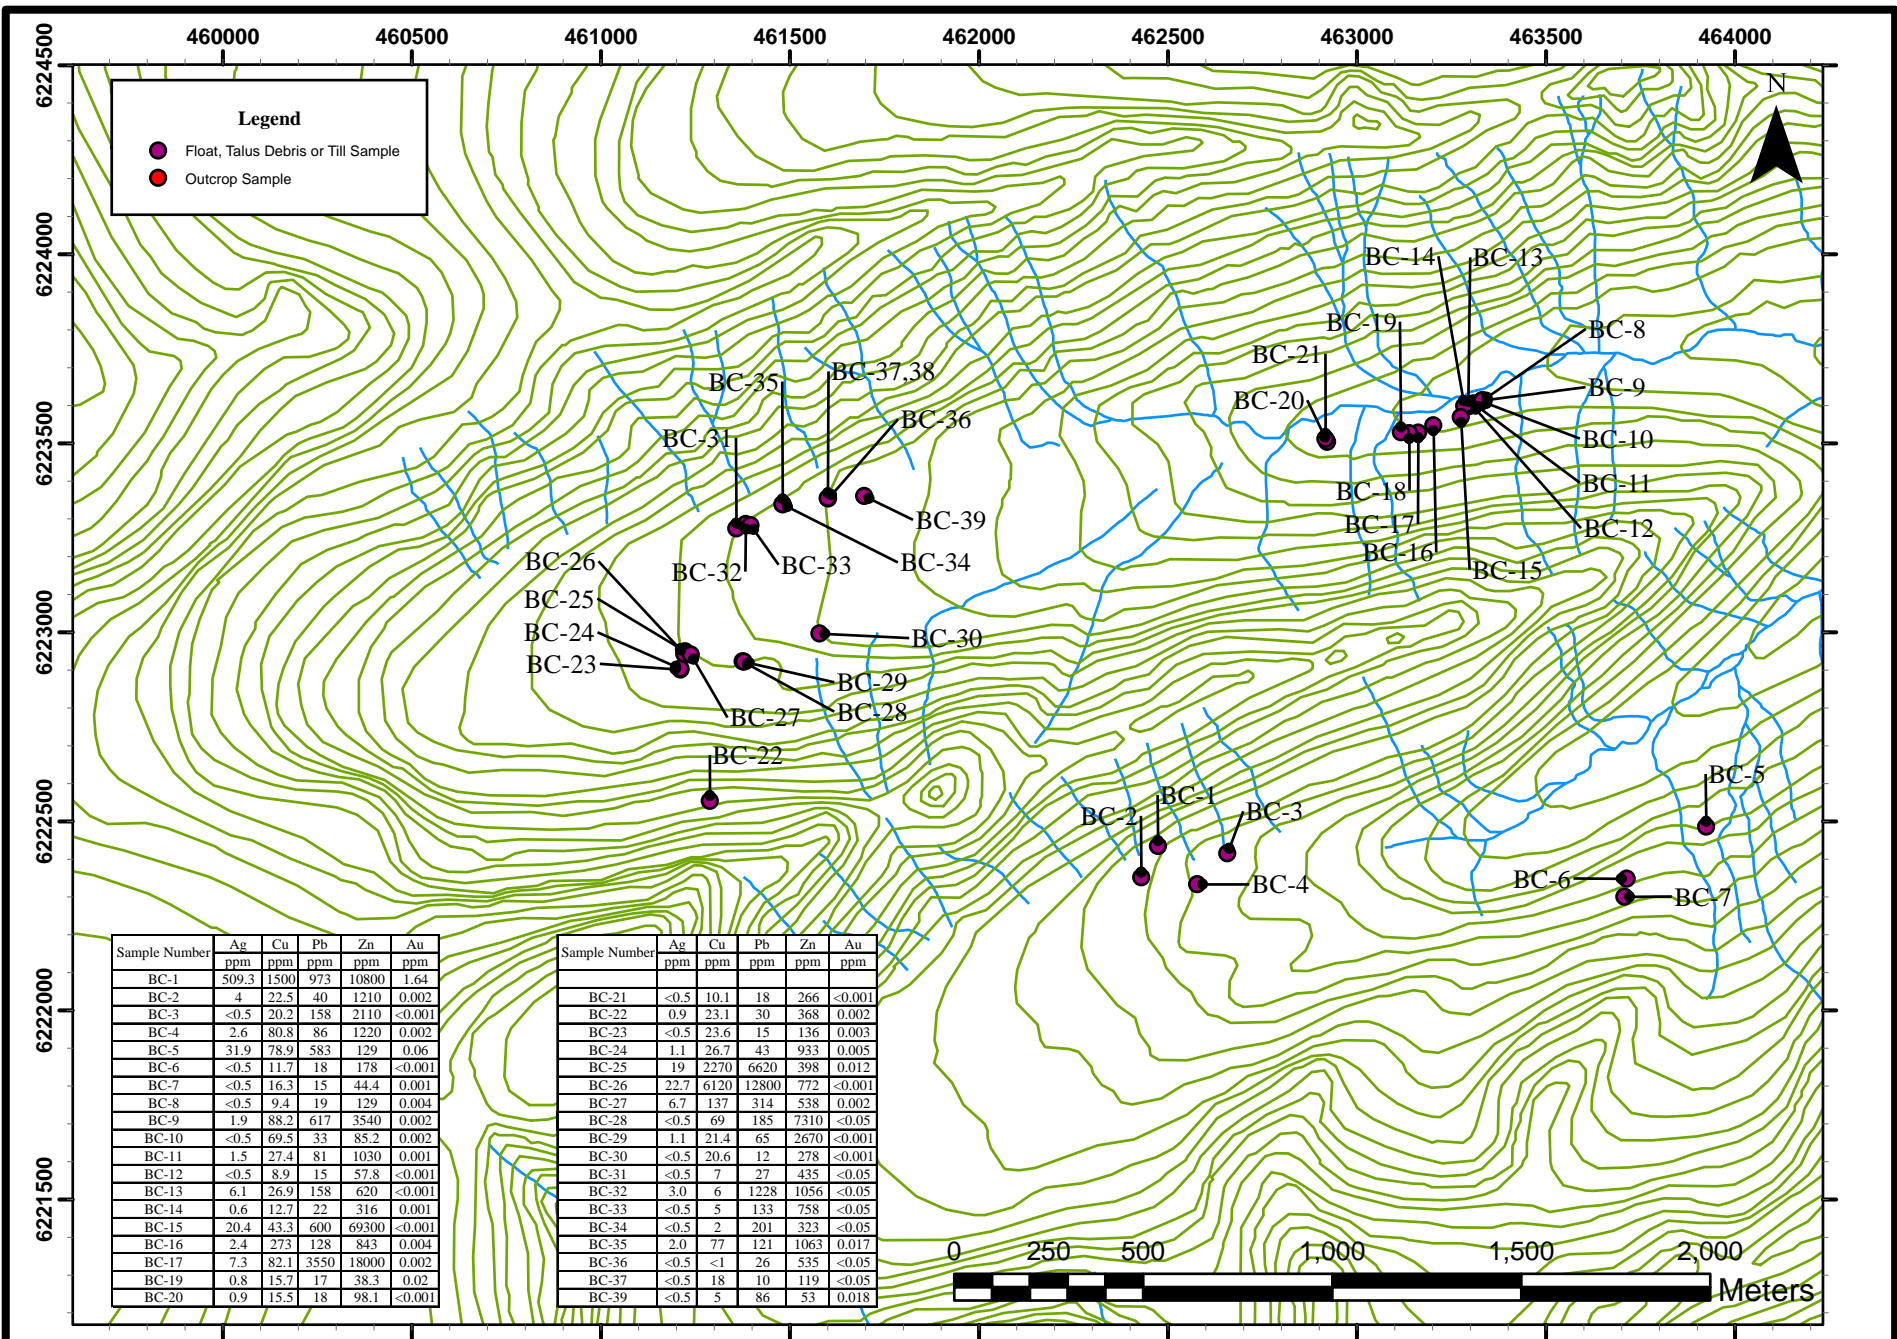 460000 460500 461000 461500 462000 462500 463000 463500 464000
6224500
6224000
6223500
6223000
6222500
6222000
6221500
N
Legend
Float, Talus Debris or Till Sample
Outcrop Sample
BC-14
BC-13
BC-19
BC-8
BC-21
BC-35
BC-37,38
BC-9
BC-20
BC-36
BC-31
BC-10
BC-11
BC-18
BC-39
BC-17
BC-12
BC-16
BC-26
BC-33
BC-34
BC-32
BC-15
BC-25
BC-24
BC-30
BC-23
BC-29
BC-28
BC-27
BC-22
BC-5
BC-1
BC-2
BC-3
BC-6
BC-4
BC-7
Sample Number Ag Cu Pb Zn Au
ppm ppm ppm ppm ppm
BC-1 509.3 1500 973 10800 1.64
BC-2 4 22.5 40 1210 0.002
BC-3 <0.5 20.2 158 2110 <0.001
BC-4 2.6 80.8 86 1220 0.002
BC-5 31.9 78.9 583 129 0.06
BC-6 <0.5 11.7 18 178 <0.001
BC-7 <0.5 16.3 15 44.4 0.001
BC-8 <0.5 9.4 19 129 0.004
BC-9 1.9 88.2 617 3540 0.002
BC-10 <0.5 69.5 33 85.2 0.002
BC-11 1.5 27.4 81 1030 0.001
BC-12 <0.5 8.9 15 57.8 <0.001
BC-13 6.1 26.9 158 620 <0.001
BC-14 0.6 12.7 22 316 0.001
BC-15 20.4 43.3 600 69300 <0.001
BC-16 2.4 273 128 843 0.004
BC-17 7.3 82.1 3550 18000 0.002
BC-19 0.8 15.7 17 38.3 0.02
BC-20 0.9 15.5 18 98.1 <0.001
Sample Number Ag Cu Pb Zn Au
ppm ppm ppm ppm ppm
BC-21 <0.5 10.1 18 266 <0.001
BC-22 0.9 23.1 30 368 0.002
BC-23 <0.5 23.6 15 136 0.003
BC-24 1.1 26.7 43 933 0.005
BC-25 19 2270 6620 398 0.012
BC-26 22.7 6120 12800 772 <0.001
BC-27 6.7 137 314 538 0.002
BC-28 <0.5 69 185 7310 <0.05
BC-29 1.1 21.4 65 2670 <0.001
BC-30 <0.5 20.6 12 278 <0.001
BC-31 <0.5 7 27 435 <0.05
BC-32 3.0 6 1228 1056 <0.05
BC-33 <0.5 5 133 758 <0.05
BC-34 <0.5 2 201 323 <0.05
BC-35 2.0 77 121 1063 0.017
BC-36 <0.5 <1 26 535 <0.05
BC-37 <0.5 18 10 119 <0.05
BC-39 <0.5 5 86 53 0.018
0 250 500 1,000 1,500 2,000
Meters